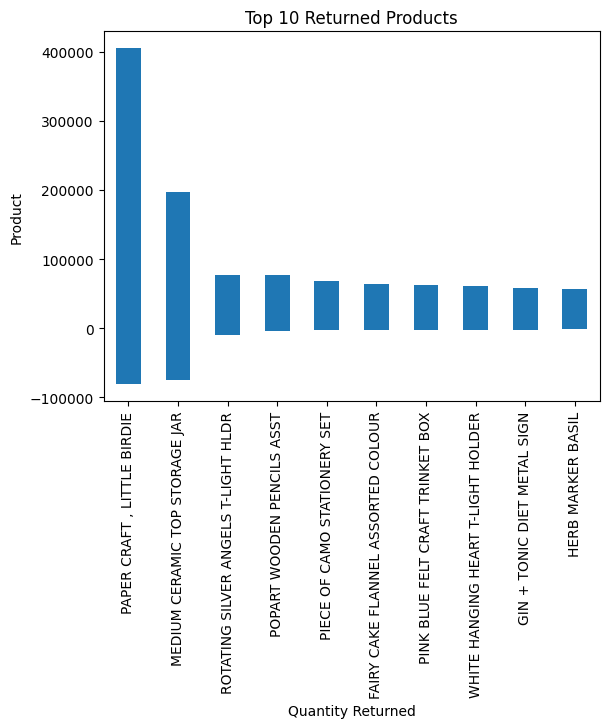 Top 10 Returned Products
Product
400000
300000
200000
100000
0
−100000
PAPER CRAFT , LITTLE BIRDIE
MEDIUM CERAMIC TOP STORAGE JAR
ROTATING SILVER ANGELS T-LIGHT HLDR
POPART WOODEN PENCILS ASST
PIECE OF CAMO STATIONERY SET
FAIRY CAKE FLANNEL ASSORTED COLOUR
PINK BLUE FELT CRAFT TRINKET BOX
WHITE HANGING HEART T-LIGHT HOLDER
GIN + TONIC DIET METAL SIGN
HERB MARKER BASIL
Quantity Returned